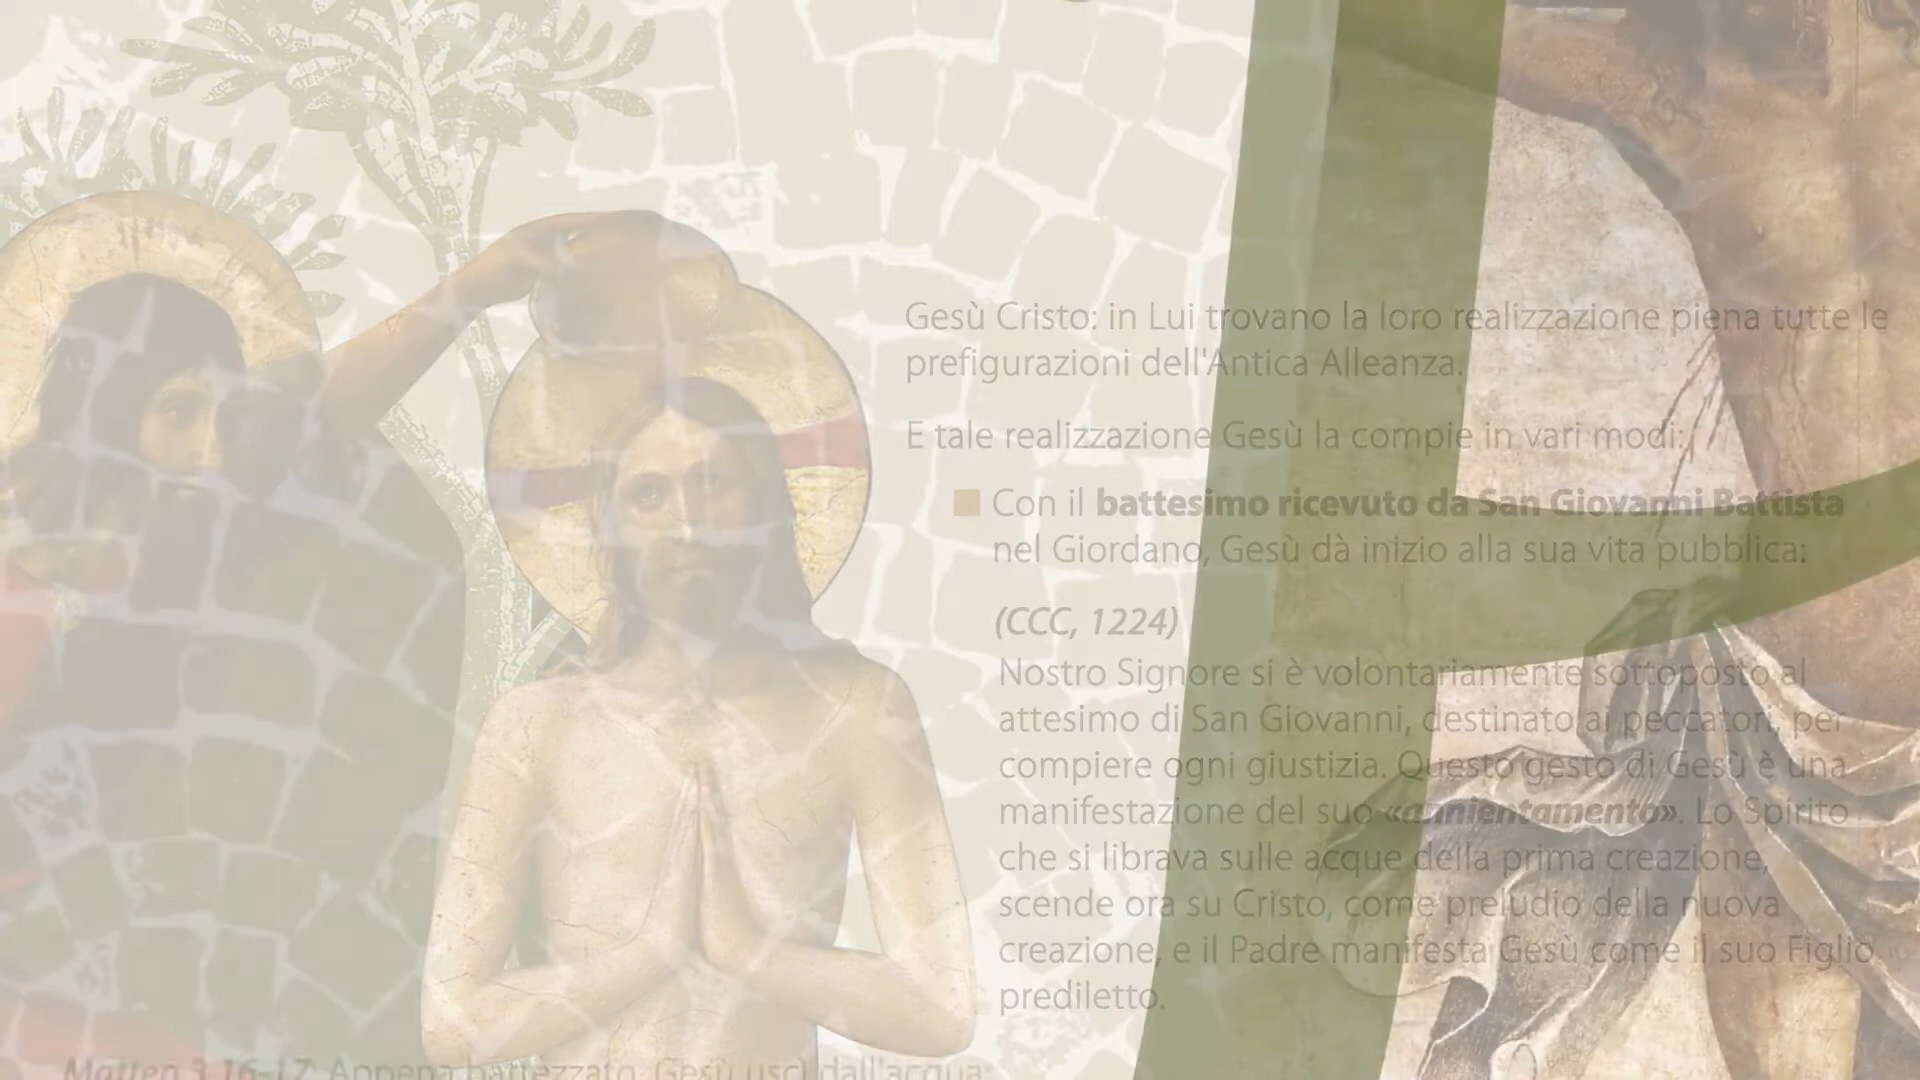 Gesù Cristo: in Lui trovano la loro realizzazione piena tutte le
prefigurazioni dell'Antica Alleanza.
E tale realizzazione Gesù la compie in vari modi:
Con il battesimo ricevuto da San Giovanni Battista
nel Giordano, Gesù dà inizio alla sua vita pubblica:
(CCC, 1224)
Nostro Signore si è volontariamente sottoposto al
attesimo di San Giovanni, destinato ai peccatori, per
compiere ogni giustizia. Questo gesto di Gesù è una
manifestazione del suo «annientamento». Lo Spirito
che si librava sulle acque della prima creazione,
scende ora su Cristo, come preludio della nuova
creazione, e il Padre manifesta Gesù come il suo Figlio
prediletto.
Matteo 3,16-17: Appena battezzato, Gesù uscì dall'acqua: